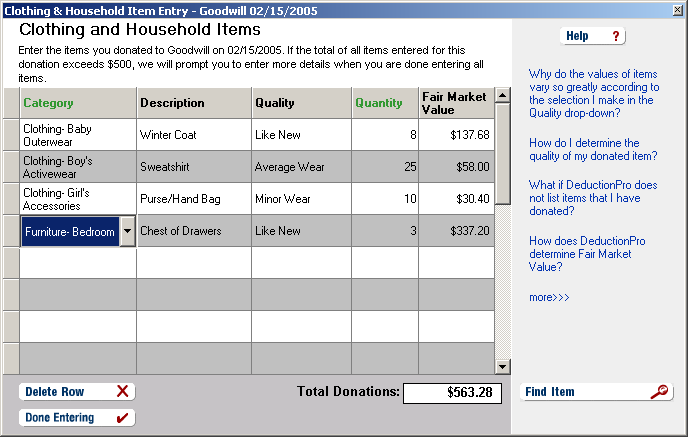 Clothing & Household Item Entry - Goodwill 02/15/2005
Clothing and Household Items
Enter the items you donated to Goodwill on 02/15/2005. If the total of all items entered for this
donation exceeds $500, we will prompt you to enter more details when you are done entering all
items.
Category Description Quality Quantity Fair Market
Value
Clothing- Baby
Outerwear Winter Coat Like New 8 $137.68
Clothing- Boy's
Activewear Sweatshirt Average Wear 25 $58.00
Clothing- Girl's
Accessories Purse/Hand Bag Minor Wear 10 $30.40
Furniture- Bedroom Chest of Drawers Like New 3 $337.20
Delete Row
Total Donations: $563.28
Done Entering
Help ?
Why do the values of items
vary so greatly according to
the selection I make in the
Quality drop-down?
How do I determine the
quality of my donated item?
What if DeductionPro does
not list items that I have
donated?
How does DeductionPro
determine Fair Market
Value?
more>>>
Find Item